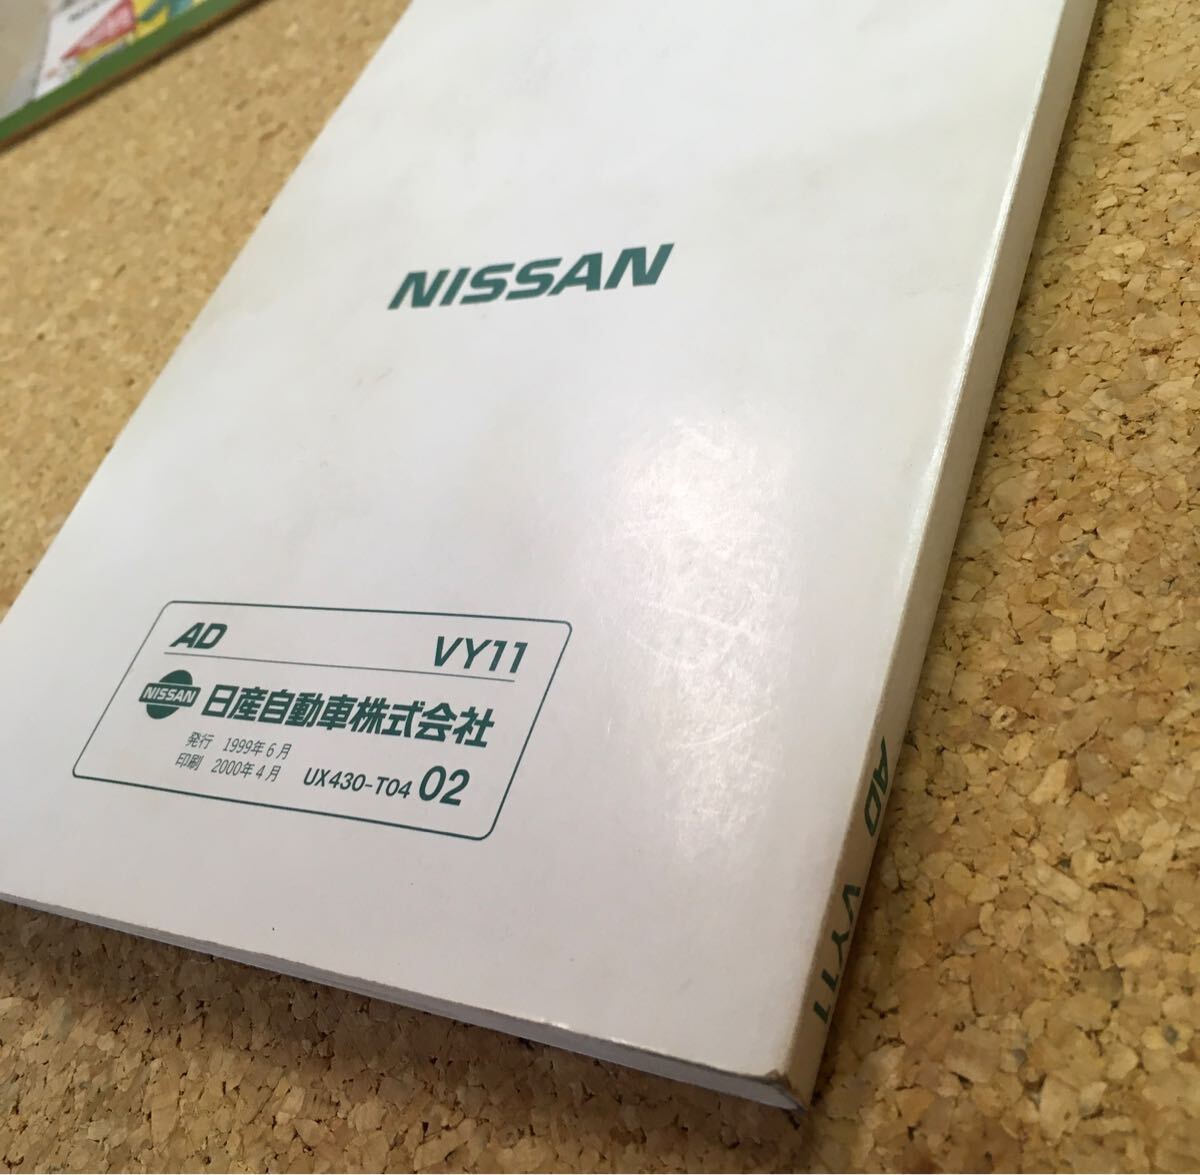 NISSAN
AD VY11
NISSAN 日産自動車株式会社
発行 1999年6月
印刷 2000年4月 UX430-T04 02
AD VY11